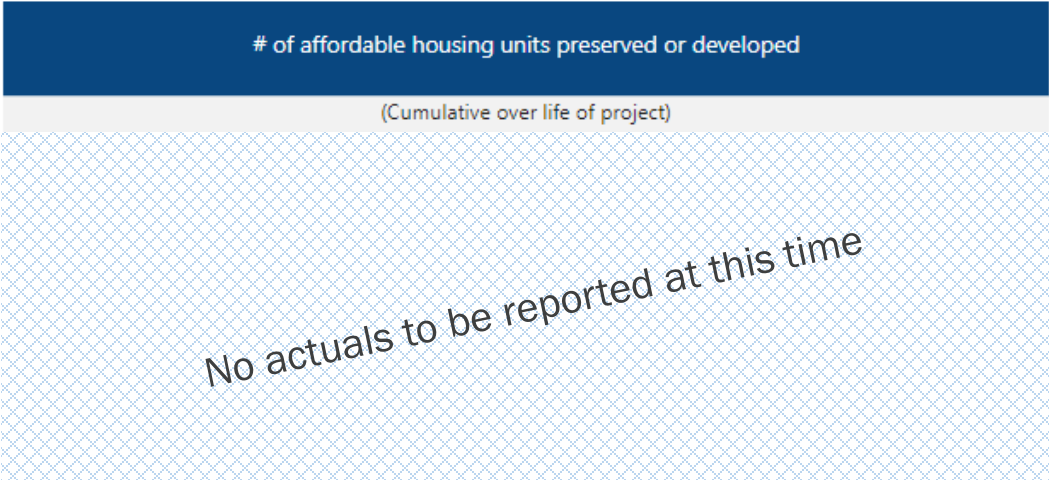 # of affordable housing units preserved or developed
(Cumulative over life of project)
No actuals to be reported at this time